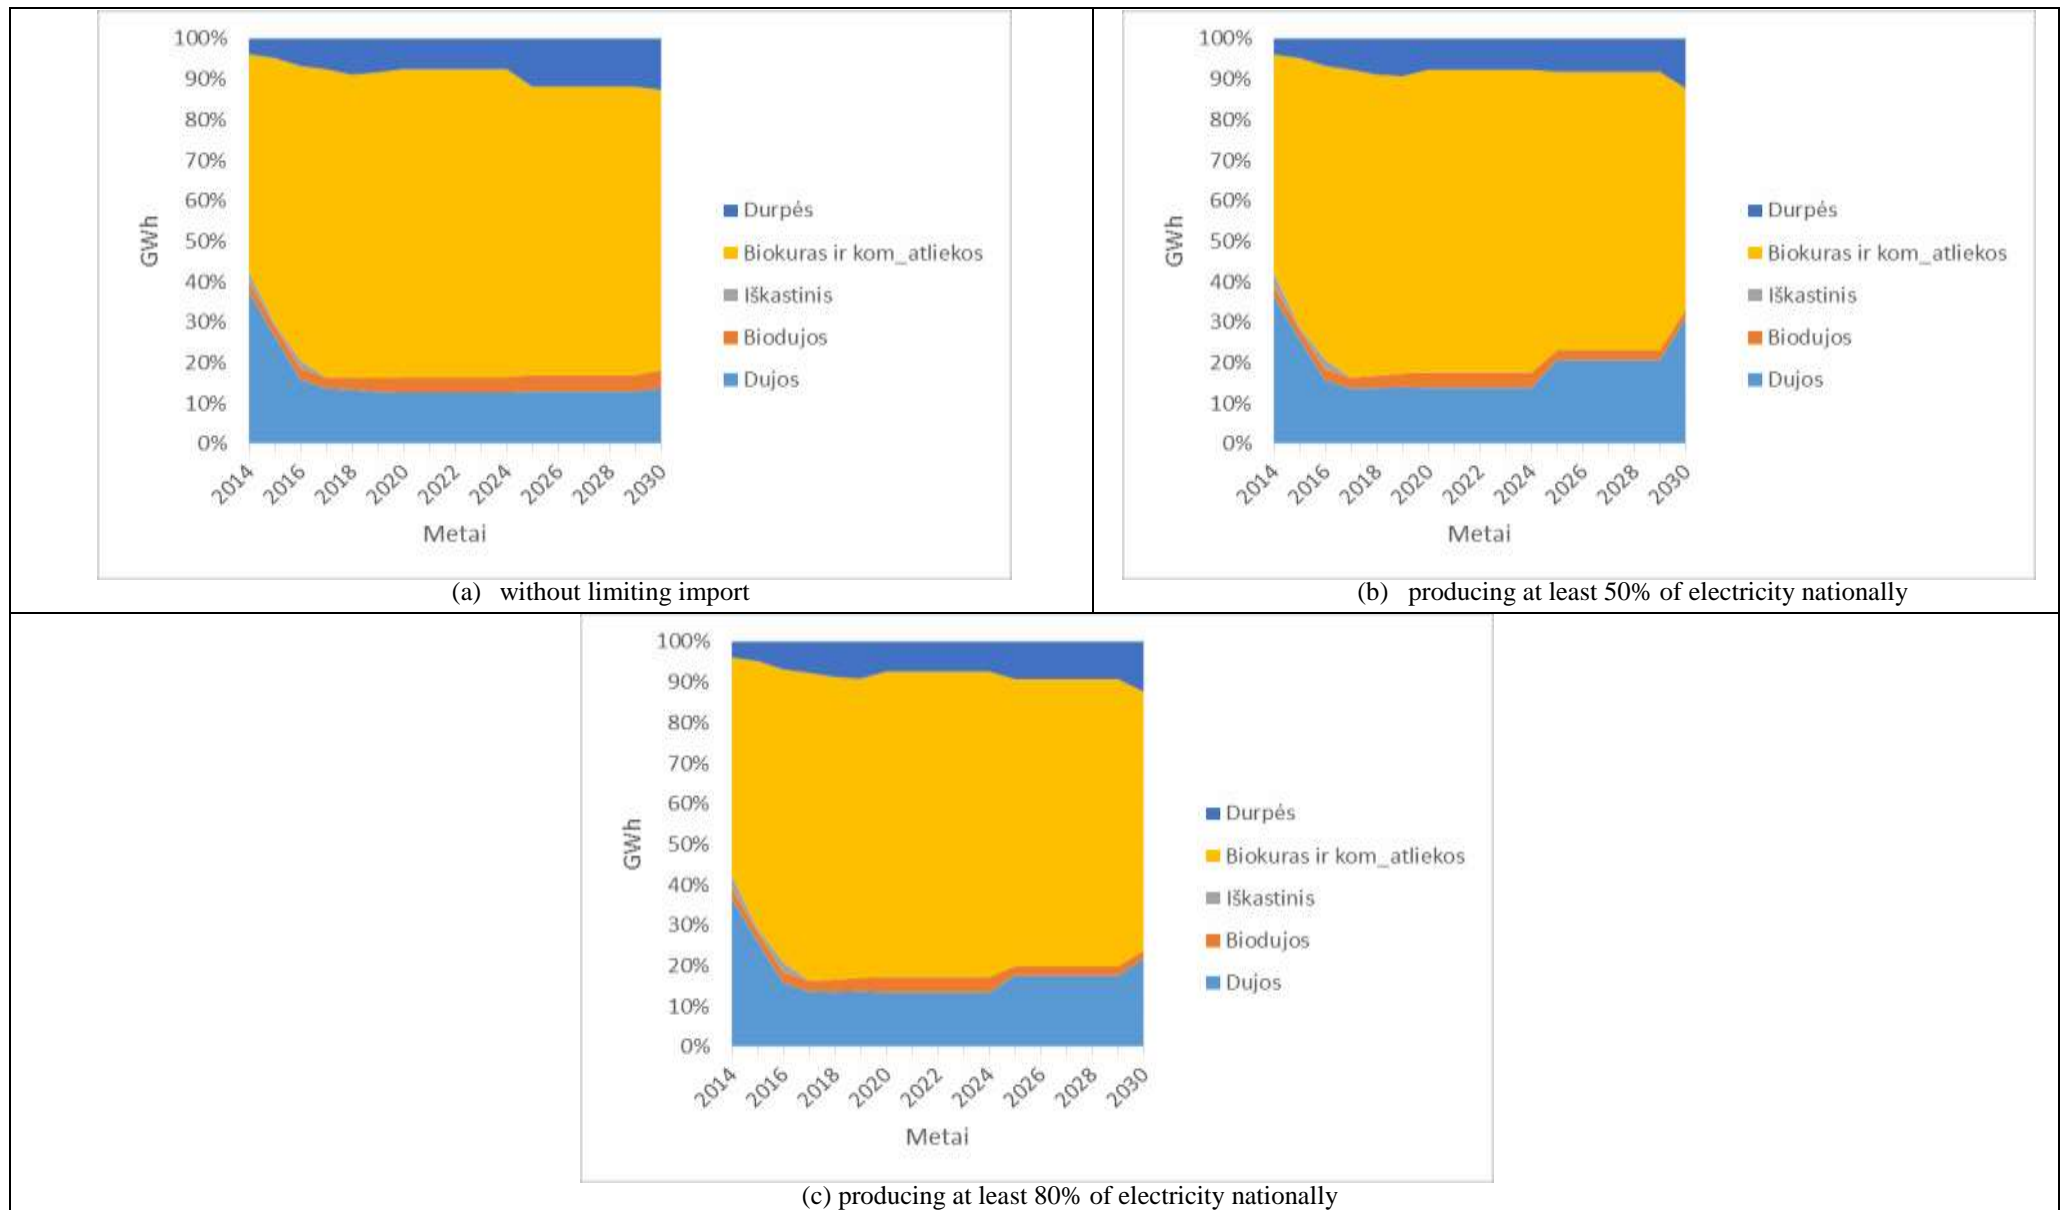 100%
90%
80%
70%
60%
50%
40%
30%
20%
10%
0%
GWh
2014
2016
2018
2020
2022
2024
2026
2028
2030
Metai
Durpės
Biokuras ir kom_atliekos
Iškastinis
Biodujos
Dujos
(a) without limiting import
100%
90%
80%
70%
60%
50%
40%
30%
20%
10%
0%
GWh
2014
2016
2018
2020
2022
2024
2026
2028
2030
Metai
Durpės
Biokuras ir kom_atliekos
Iškastinis
Biodujos
Dujos
(b) producing at least 50% of electricity nationally
100%
90%
80%
70%
60%
50%
40%
30%
20%
10%
0%
GWh
2014
2016
2018
2020
2022
2024
2026
2028
2030
Metai
Durpės
Biokuras ir kom_atliekos
Iškastinis
Biodujos
Dujos
(c) producing at least 80% of electricity nationally